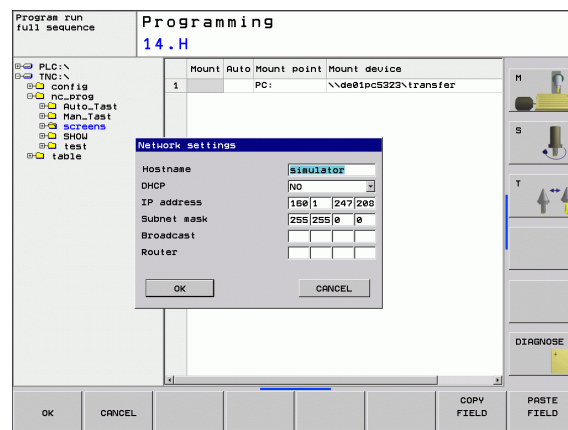 Program run
full sequence
Programming
14.H
PLC:\
TNC:\
config
nc_prog
Auto_Tast
Man_Tast
screens
SHOW
test
table
Mount Auto Mount point Mount device
1 PC: \\de01pc5323\transfer
Network settings
Hostname simulator
DHCP NO
IP address 160 1 247 208
Subnet mask 255 255 0 0
Broadcast
Router
OK CANCEL
M
S
T
DIAGNOSE
OK CANCEL COPY FIELD PASTE FIELD